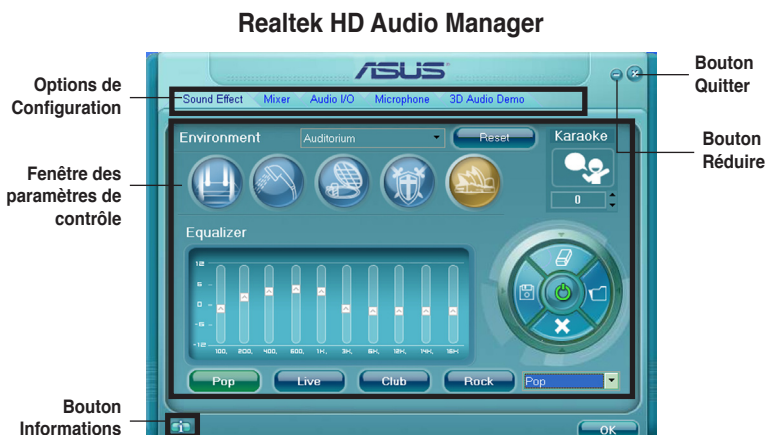 Realtek HD Audio Manager
Options de
Configuration
Fenêtre des
paramètres de
contrôle
Bouton
Informations
Bouton
Quitter
Bouton
Réduire
ASUS
Sound Effect Mixer Audio I/O Microphone 3D Audio Demo
Environment Auditorium Reset Karaoke
0
Equalizer
12
6
0
-6
-12
100, 200, 400, 600, 1K, 3K, 6K, 12K, 14K, 16K
Pop Live Club Rock Pop
i
OK